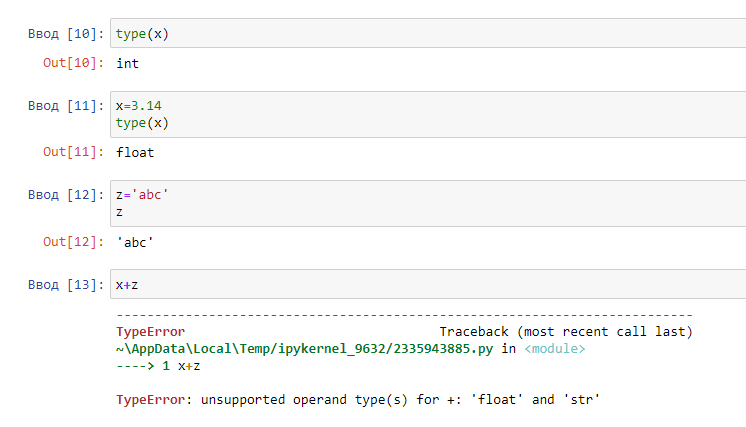 Ввод [10]: type(x)
Out[10]: int
Ввод [11]: x=3.14
type(x)
Out[11]: float
Ввод [12]: z='abc'
z
Out[12]: 'abc'
Ввод [13]: x+z
---------------------------------------------------------------------------
TypeError                                 Traceback (most recent call last)
~\AppData\Local\Temp/ipykernel_9632/2335943885.py in <module>
----> 1 x+z
TypeError: unsupported operand type(s) for +: 'float' and 'str'